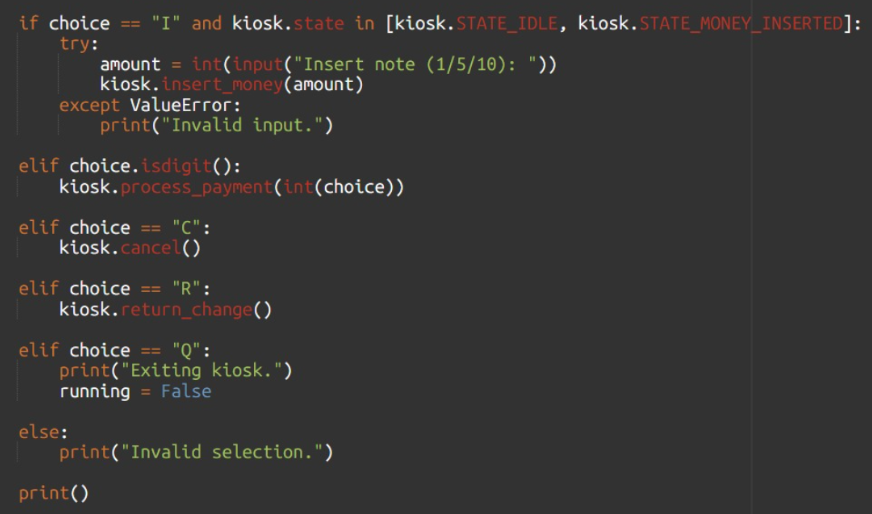 if choice == "I" and kiosk.state in [kiosk.STATE_IDLE, kiosk.STATE_MONEY_INSERTED]:
    try:
        amount = int(input("Insert note (1/5/10): "))
        kiosk.insert_money(amount)
    except ValueError:
        print("Invalid input.")

elif choice.isdigit():
    kiosk.process_payment(int(choice))

elif choice == "C":
    kiosk.cancel()

elif choice == "R":
    kiosk.return_change()

elif choice == "Q":
    print("Exiting kiosk.")
    running = False

else:
    print("Invalid selection.")

print()